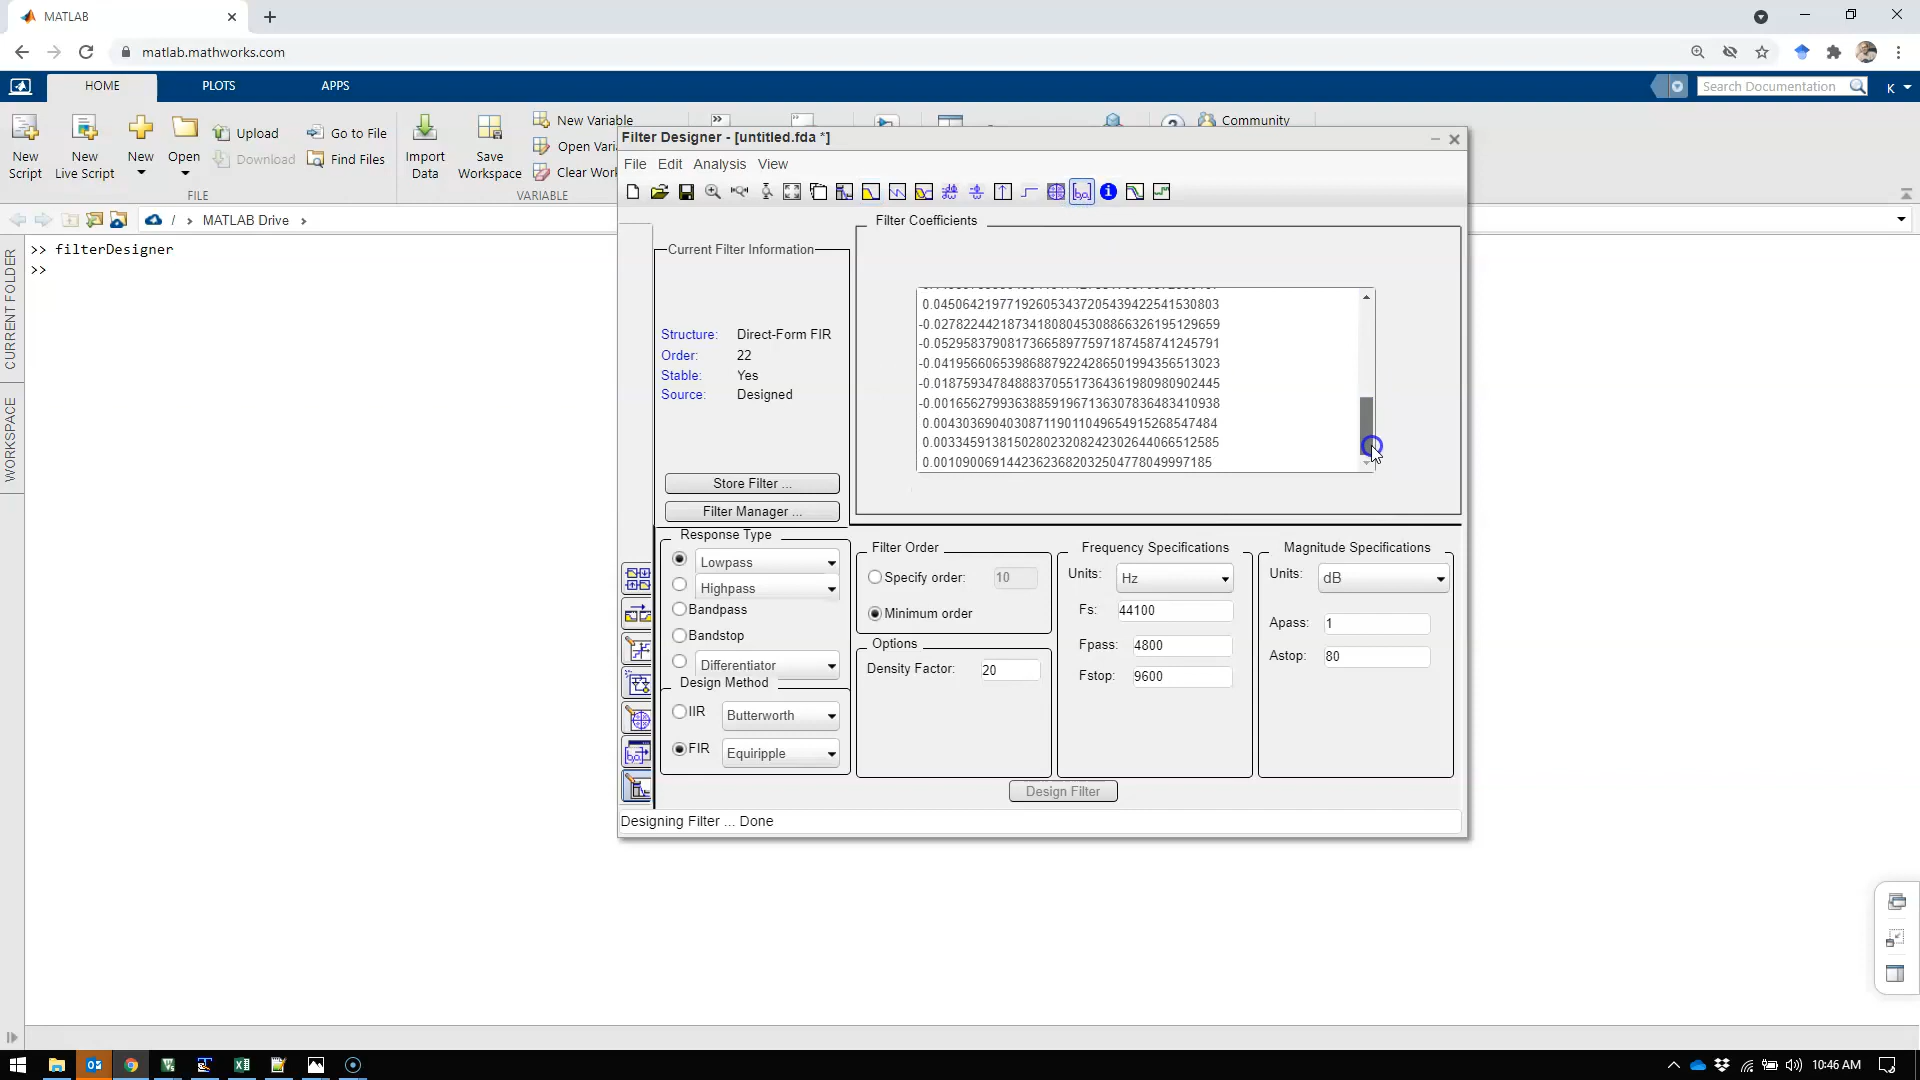 MATLAB
matlab.mathworks.com
HOME
PLOTS
APPS
Search Documentation
K
New Script
New Live Script
New
Open
Upload
Download
Go to File
Find Files
FILE
Import Data
Save Workspace
New Variable
Open Vari
Clear Work
VARIABLE
Community
/ MATLAB Drive
CURRENT FOLDER
WORKSPACE
>> filterDesigner
>>
Filter Designer - [untitled.fda *]
File Edit Analysis View
Current Filter Information
Structure: Direct-Form FIR
Order: 22
Stable: Yes
Source: Designed
Store Filter ...
Filter Manager ...
Filter Coefficients
0.045064219771926053437205439422541530803
-0.027822442187341808045308866326195129659
-0.052958379081736658977597187458741245791
-0.041956606539868879224286501994356513023
-0.018759347848883705517364361980980902445
-0.001656279936388591967136307836483410938
0.004303690403087119011049654915268547484
0.003345913815028023208242302644066512585
0.001090069144236236820325047780499971​85
Response Type
Lowpass
Highpass
Bandpass
Bandstop
Differentiator
Design Method
IIR Butterworth
FIR Equiripple
Filter Order
Specify order: 10
Minimum order
Options
Density Factor: 20
Frequency Specifications
Units: Hz
Fs: 44100
Fpass: 4800
Fstop: 9600
Magnitude Specifications
Units: dB
Apass: 1
Astop: 80
Design Filter
Designing Filter ... Done
10:46 AM